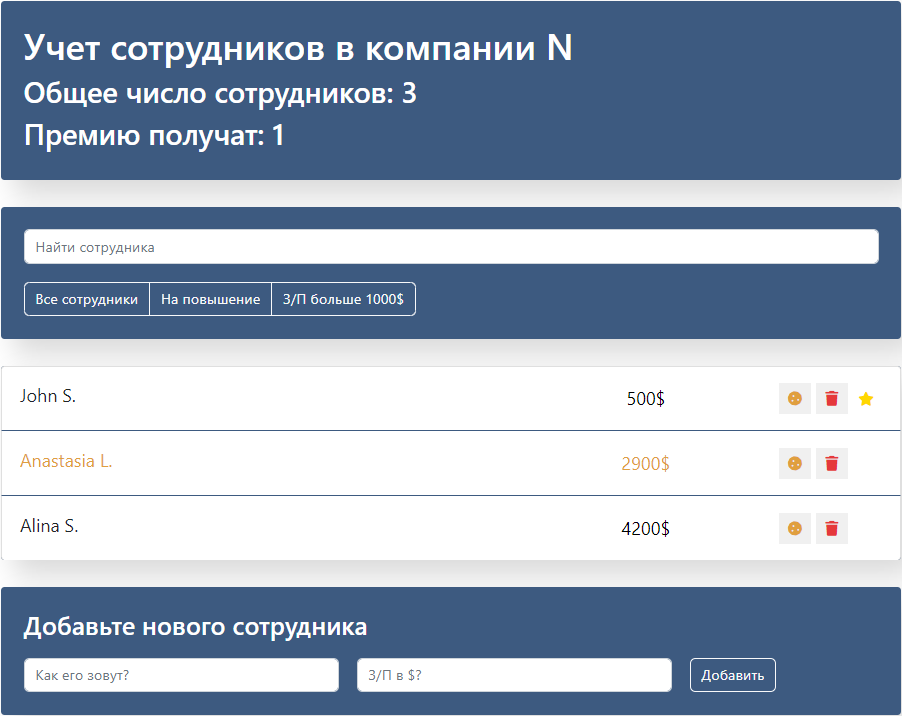 Учет сотрудников в компании N
Общее число сотрудников: 3
Премию получат: 1
Найти сотрудника
Все сотрудники На повышение З/П больше 1000$
John S. 500$
Anastasia L. 2900$
Alina S. 4200$
Добавьте нового сотрудника
Как его зовут? З/П в $? Добавить